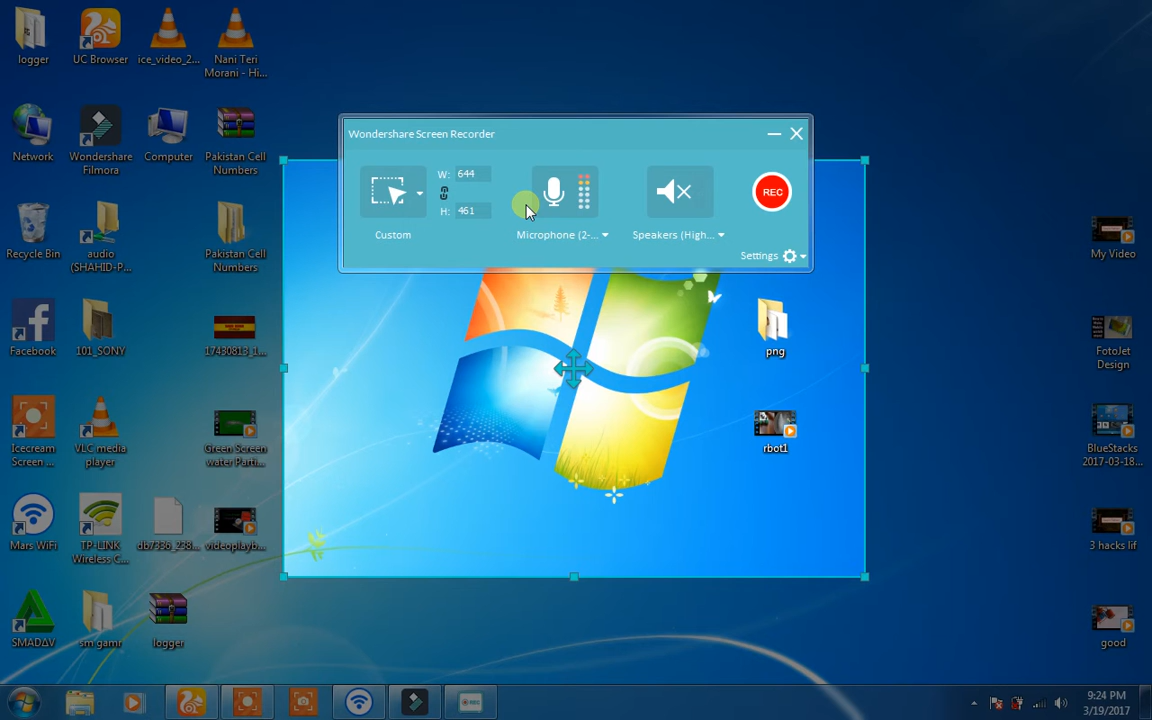 logger
UC Browser
ice_video_2...
Nani Teri
Morani - Hi...
Network
Wondershare
Filmora
Computer
Pakistan Cell
Numbers
Recycle Bin
audio
(SHAHID-P...
Pakistan Cell
Numbers
Facebook
101_SONY
17430813_1...
Icecream
Screen ...
VLC media
player
Green Screen
water Parti...
Mars WiFi
TP-LINK
Wireless C...
db7336_238...
videoplayb...
SMADAV
sm gamr
logger
Wondershare Screen Recorder
W: 644
H: 461
REC
Custom
Microphone (2-...
Speakers (High...
Settings
png
rbot1
My Video
FotoJet
Design
BlueStacks
2017-03-18...
3 hacks lif
good
9:24 PM
3/19/2017